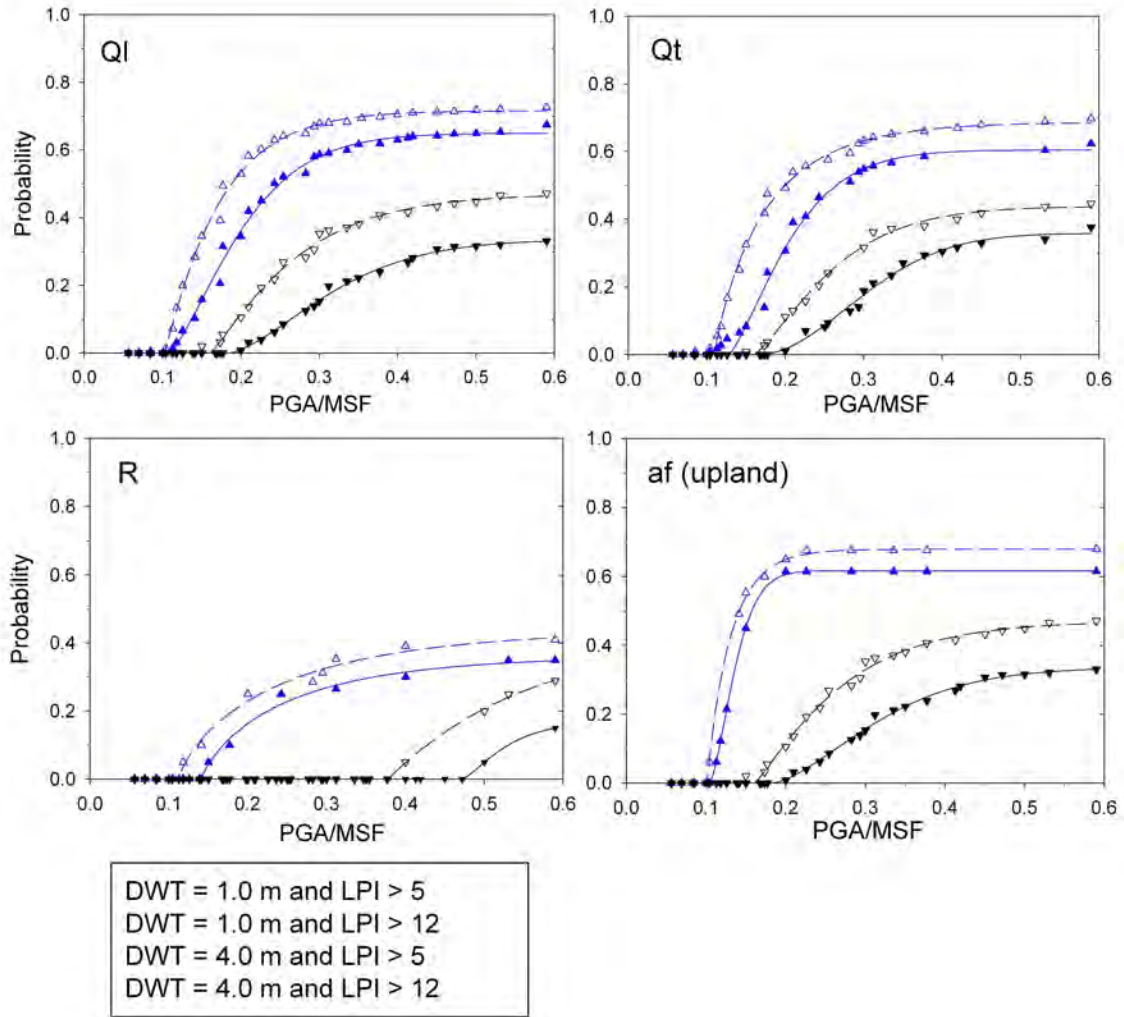 Ql
1.0
0.8
0.6
0.4
0.2
0.0
Probability
0.0 0.1 0.2 0.3 0.4 0.5 0.6
PGA/MSF
Qt
1.0
0.8
0.6
0.4
0.2
0.0
0.0 0.1 0.2 0.3 0.4 0.5 0.6
PGA/MSF
R
1.0
0.8
0.6
0.4
0.2
0.0
Probability
0.0 0.1 0.2 0.3 0.4 0.5 0.6
PGA/MSF
af (upland)
1.0
0.8
0.6
0.4
0.2
0.0
0.0 0.1 0.2 0.3 0.4 0.5 0.6
PGA/MSF
DWT = 1.0 m and LPI > 5
DWT = 1.0 m and LPI > 12
DWT = 4.0 m and LPI > 5
DWT = 4.0 m and LPI > 12